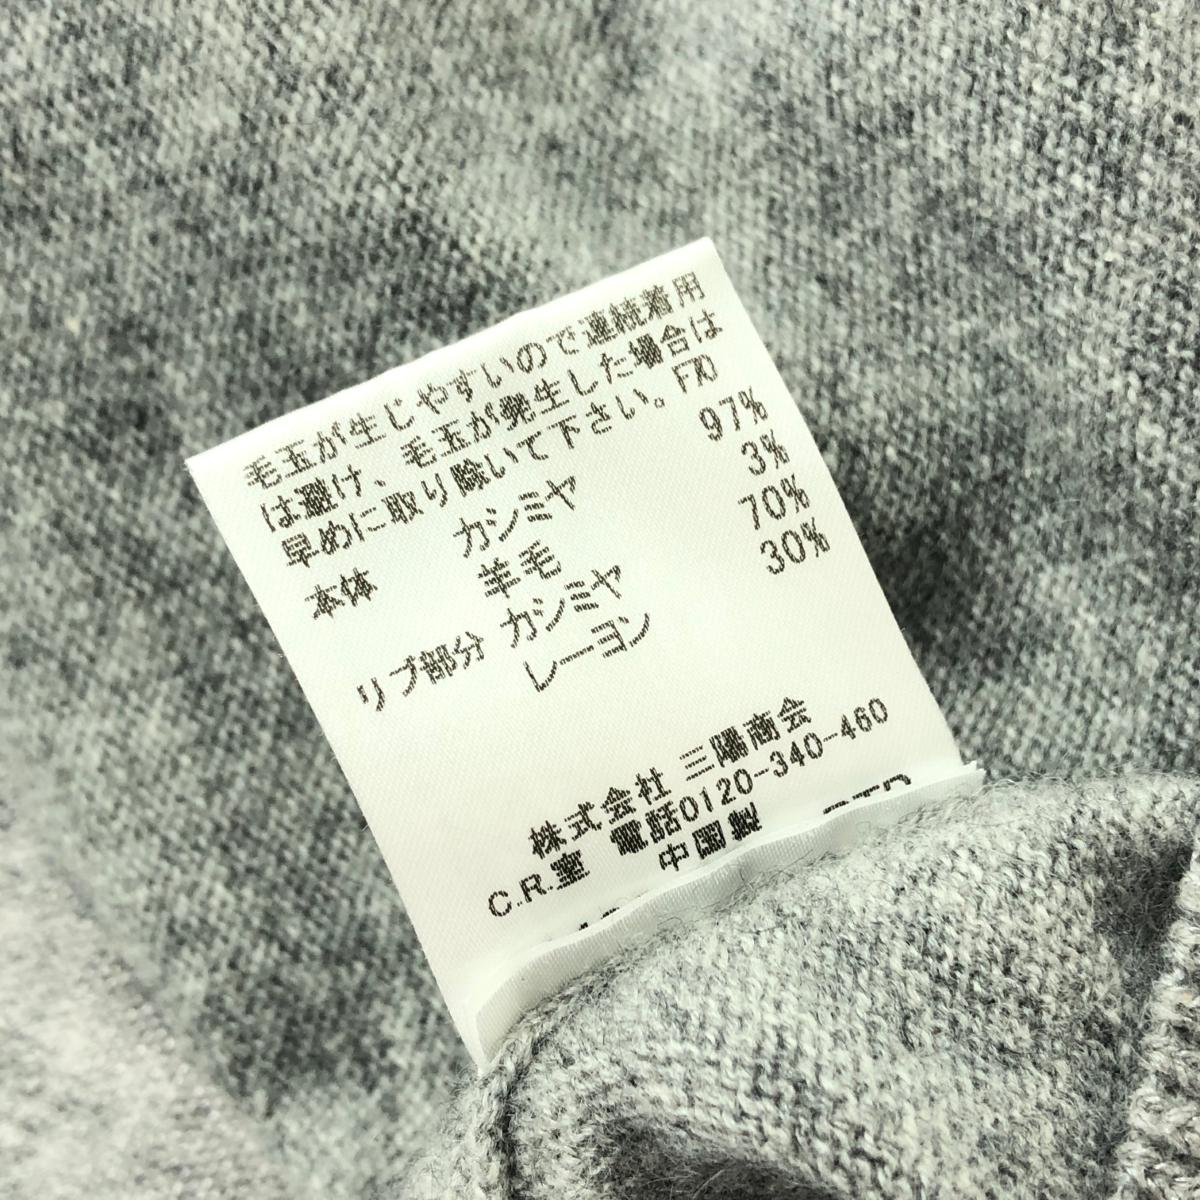 毛玉が生じやすいので連続着用
は避け、毛玉が発生した場合は
早めに取り除いて下さい。 FX)
本体 カシミヤ 97%
羊毛 3%
リブ部分 カシミヤ 70%
レーヨン 30%
株式会社 三陽商会
C.R.室 電話0120-340-460
中国製